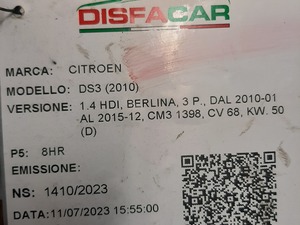 DISFACAR
MARCA: CITROEN
MODELLO: DS3 (2010)
VERSIONE: 1.4 HDI, BERLINA, 3 P., DAL 2010-01
AL 2015-12, CM3 1398, CV 68, KW. 50
(D)
P5: 8HR
EMISSIONE:
NS: 1410/2023
DATA:11/07/2023 15:55:00